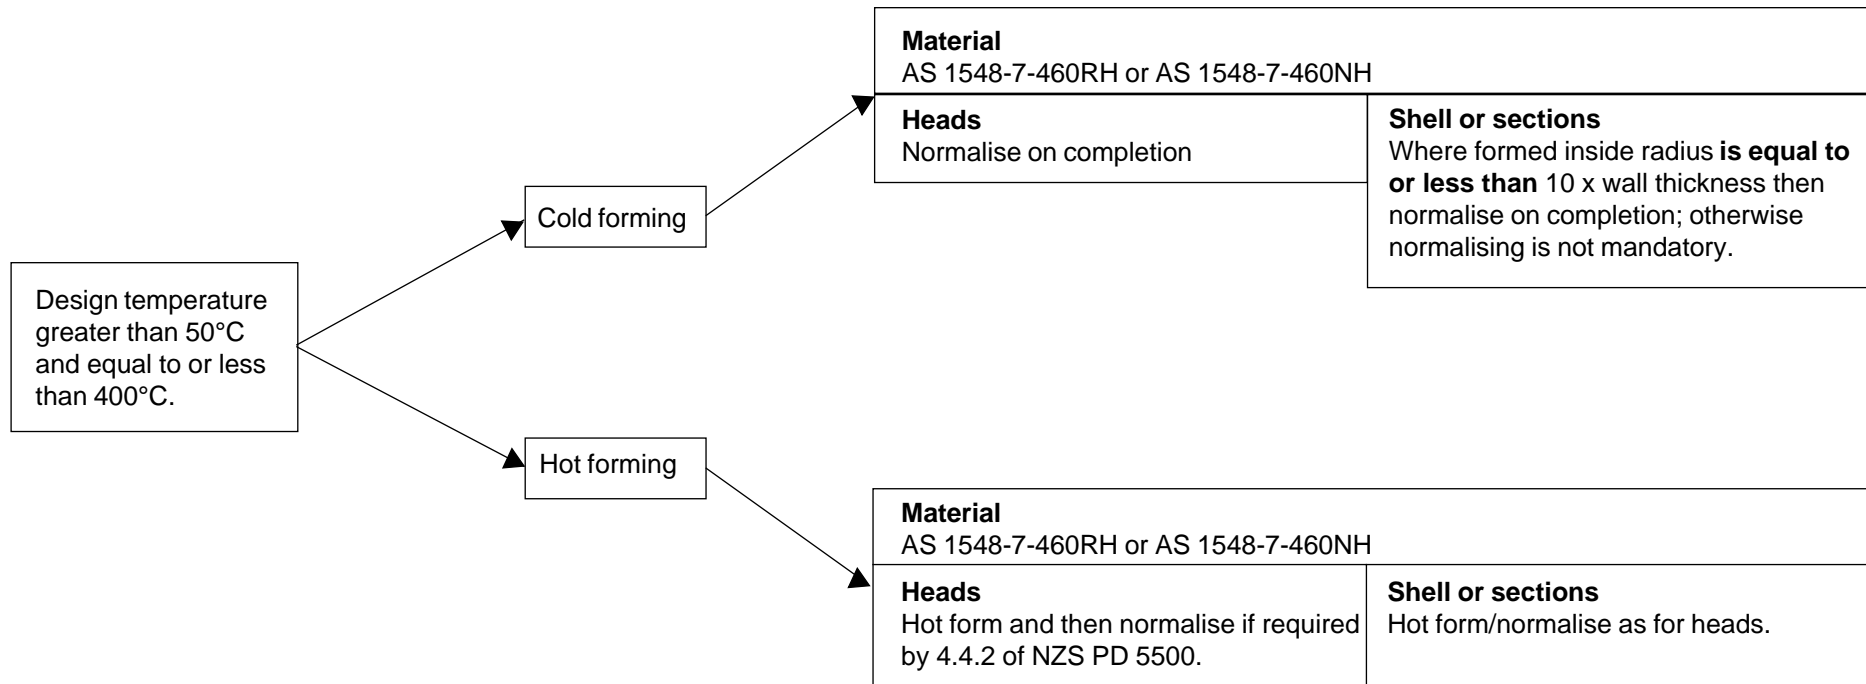 Design temperature
greater than 50°C
and equal to or less
than 400°C.
Cold forming
Material
AS 1548-7-460RH or AS 1548-7-460NH
Heads
Normalise on completion
Shell or sections
Where formed inside radius is equal to
or less than 10 x wall thickness then
normalise on completion; otherwise
normalising is not mandatory.
Hot forming
Material
AS 1548-7-460RH or AS 1548-7-460NH
Heads
Hot form and then normalise if required
by 4.4.2 of NZS PD 5500.
Shell or sections
Hot form/normalise as for heads.